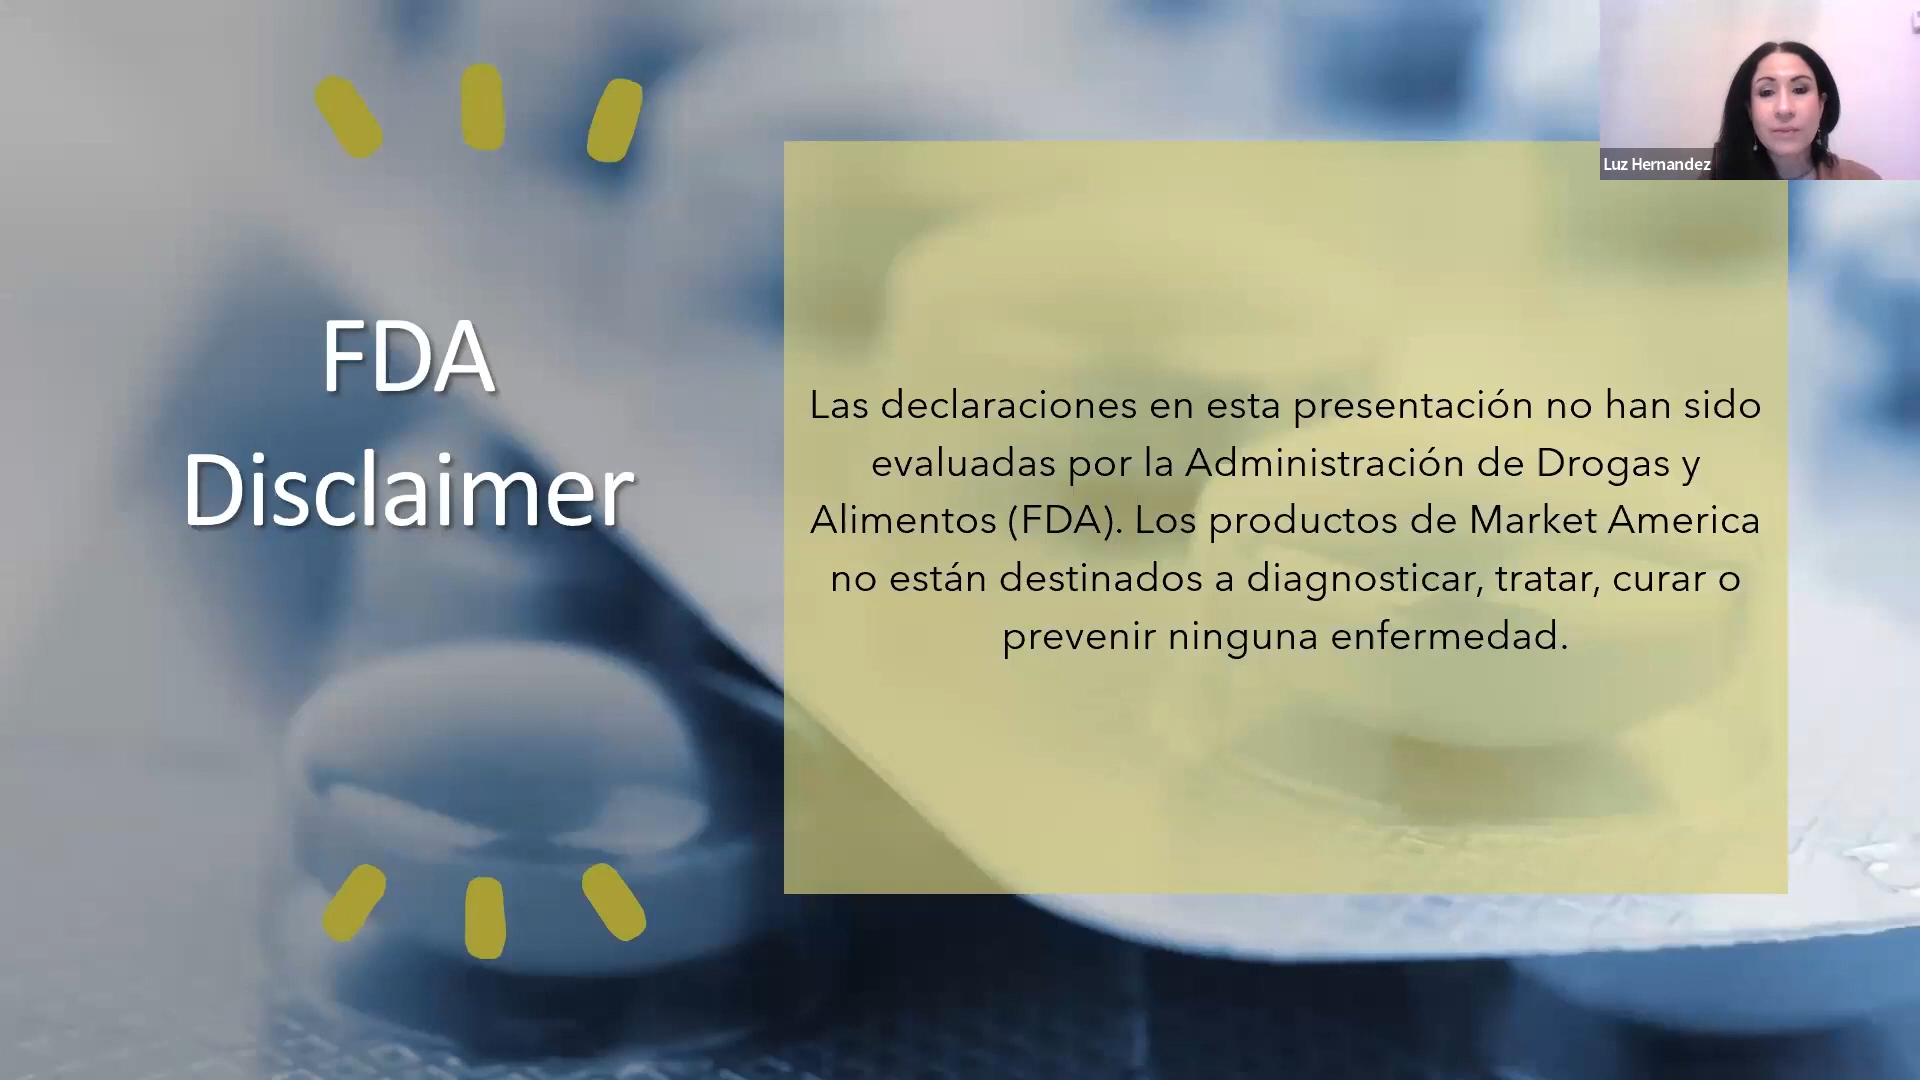 FDA
Disclaimer
Las declaraciones en esta presentación no han sido
evaluadas por la Administración de Drogas y
Alimentos (FDA). Los productos de Market America
no están destinados a diagnosticar, tratar, curar o
prevenir ninguna enfermedad.
Luz Hernandez